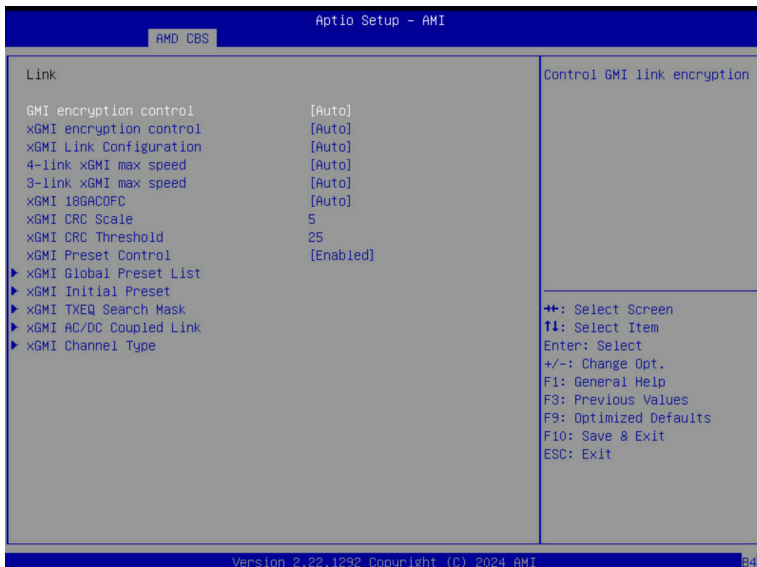 Aptio Setup – AMI
AMD CBS
Link
Control GMI link encryption
GMI encryption control [Auto]
xGMI encryption control [Auto]
xGMI Link Configuration [Auto]
4-link xGMI max speed [Auto]
3-link xGMI max speed [Auto]
xGMI 18GACOFC [Auto]
xGMI CRC Scale 5
xGMI CRC Threshold 25
xGMI Preset Control [Enabled]
xGMI Global Preset List
xGMI Initial Preset
xGMI TXEQ Search Mask
xGMI AC/DC Coupled Link
xGMI Channel Type
→←: Select Screen
↑↓: Select Item
Enter: Select
+/-: Change Opt.
F1: General Help
F3: Previous Values
F9: Optimized Defaults
F10: Save & Exit
ESC: Exit
Version 2.22.1292 Copyright (C) 2024 AMI
B4